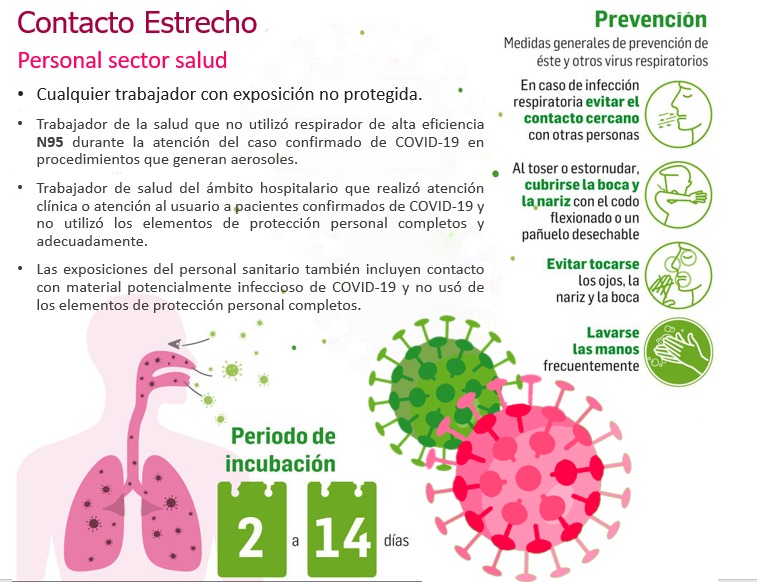 Contacto Estrecho
Personal sector salud
• Cualquier trabajador con exposición no protegida.
• Trabajador de la salud que no utilizó respirador de alta eficiencia
N95 durante la atención del caso confirmado de COVID-19 en
procedimientos que generan aerosoles.
• Trabajador de salud del ámbito hospitalario que realizó atención
clínica o atención al usuario a pacientes confirmados de COVID-19 y
no utilizó los elementos de protección personal completos y
adecuadamente.
• Las exposiciones del personal sanitario también incluyen contacto
con material potencialmente infeccioso de COVID-19 y no usó de
los elementos de protección personal completos.
Periodo de
incubación
2 a 14 días
Prevención
Medidas generales de prevención de
éste y otros virus respiratorios
En caso de infección
respiratoria evitar el
contacto cercano
con otras personas
Al toser o estornudar,
cubrirse la boca y
la nariz con el codo
flexionado o un
pañuelo desechable
Evitar tocarse
los ojos, la
nariz y la boca
Lavarse
las manos
frecuentemente